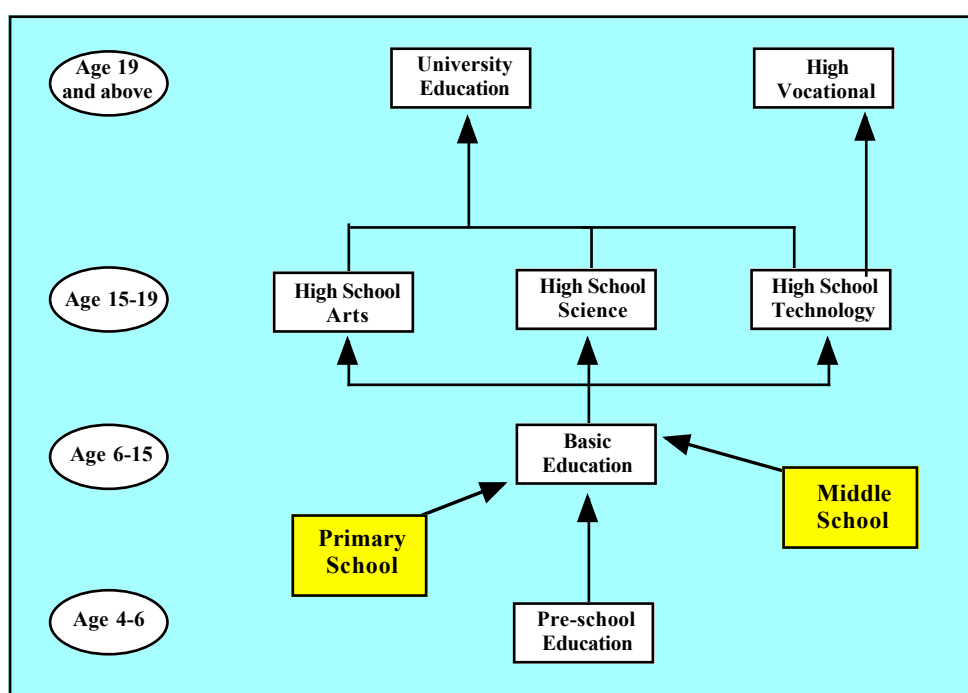 Age 19
and above
University
Education
High
Vocational
Age 15-19
High School
Arts
High School
Science
High School
Technology
Age 6-15
Basic
Education
Middle
School
Primary
School
Age 4-6
Pre-school
Education